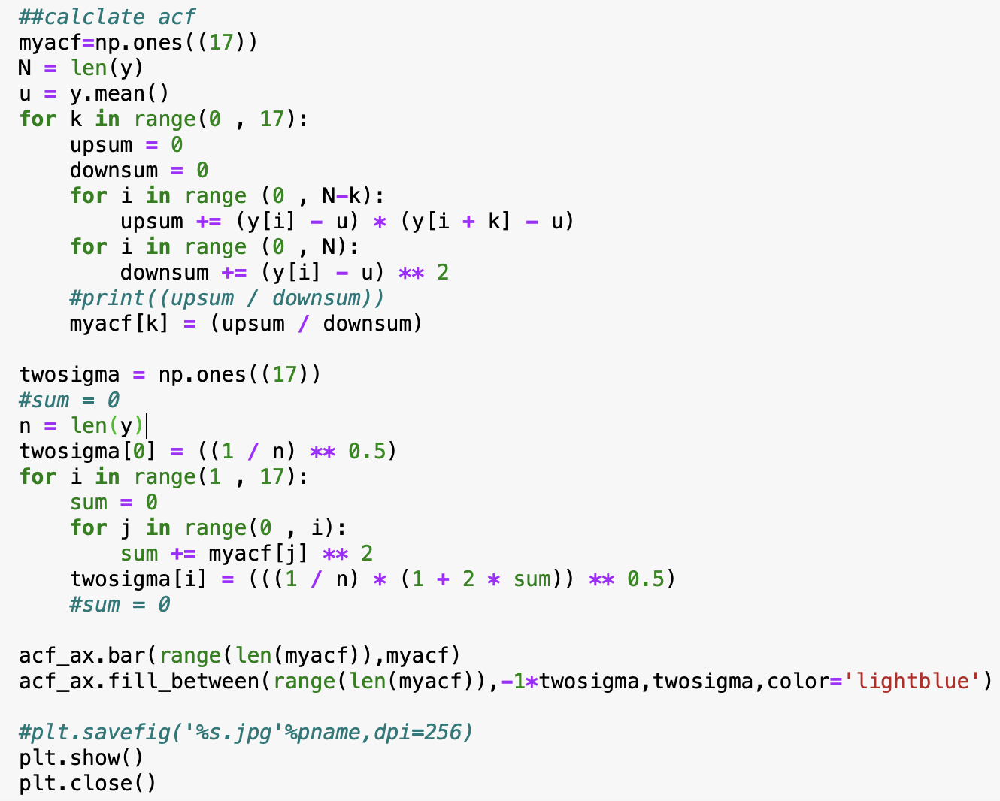 ##calclate acf
myacf=np.ones((17))
N = len(y)
u = y.mean()
for k in range(0 , 17):
    upsum = 0
    downsum = 0
    for i in range (0 , N-k):
        upsum += (y[i] - u) * (y[i + k] - u)
    for i in range (0 , N):
        downsum += (y[i] - u) ** 2
    #print((upsum / downsum))
    myacf[k] = (upsum / downsum)

twosigma = np.ones((17))
#sum = 0
n = len(y)
twosigma[0] = ((1 / n) ** 0.5)
for i in range(1 , 17):
    sum = 0
    for j in range(0 , i):
        sum += myacf[j] ** 2
    twosigma[i] = (((1 / n) * (1 + 2 * sum)) ** 0.5)
    #sum = 0

acf_ax.bar(range(len(myacf)),myacf)
acf_ax.fill_between(range(len(myacf)),-1*twosigma,twosigma,color='lightblue')

#plt.savefig('%s.jpg'%pname,dpi=256)
plt.show()
plt.close()